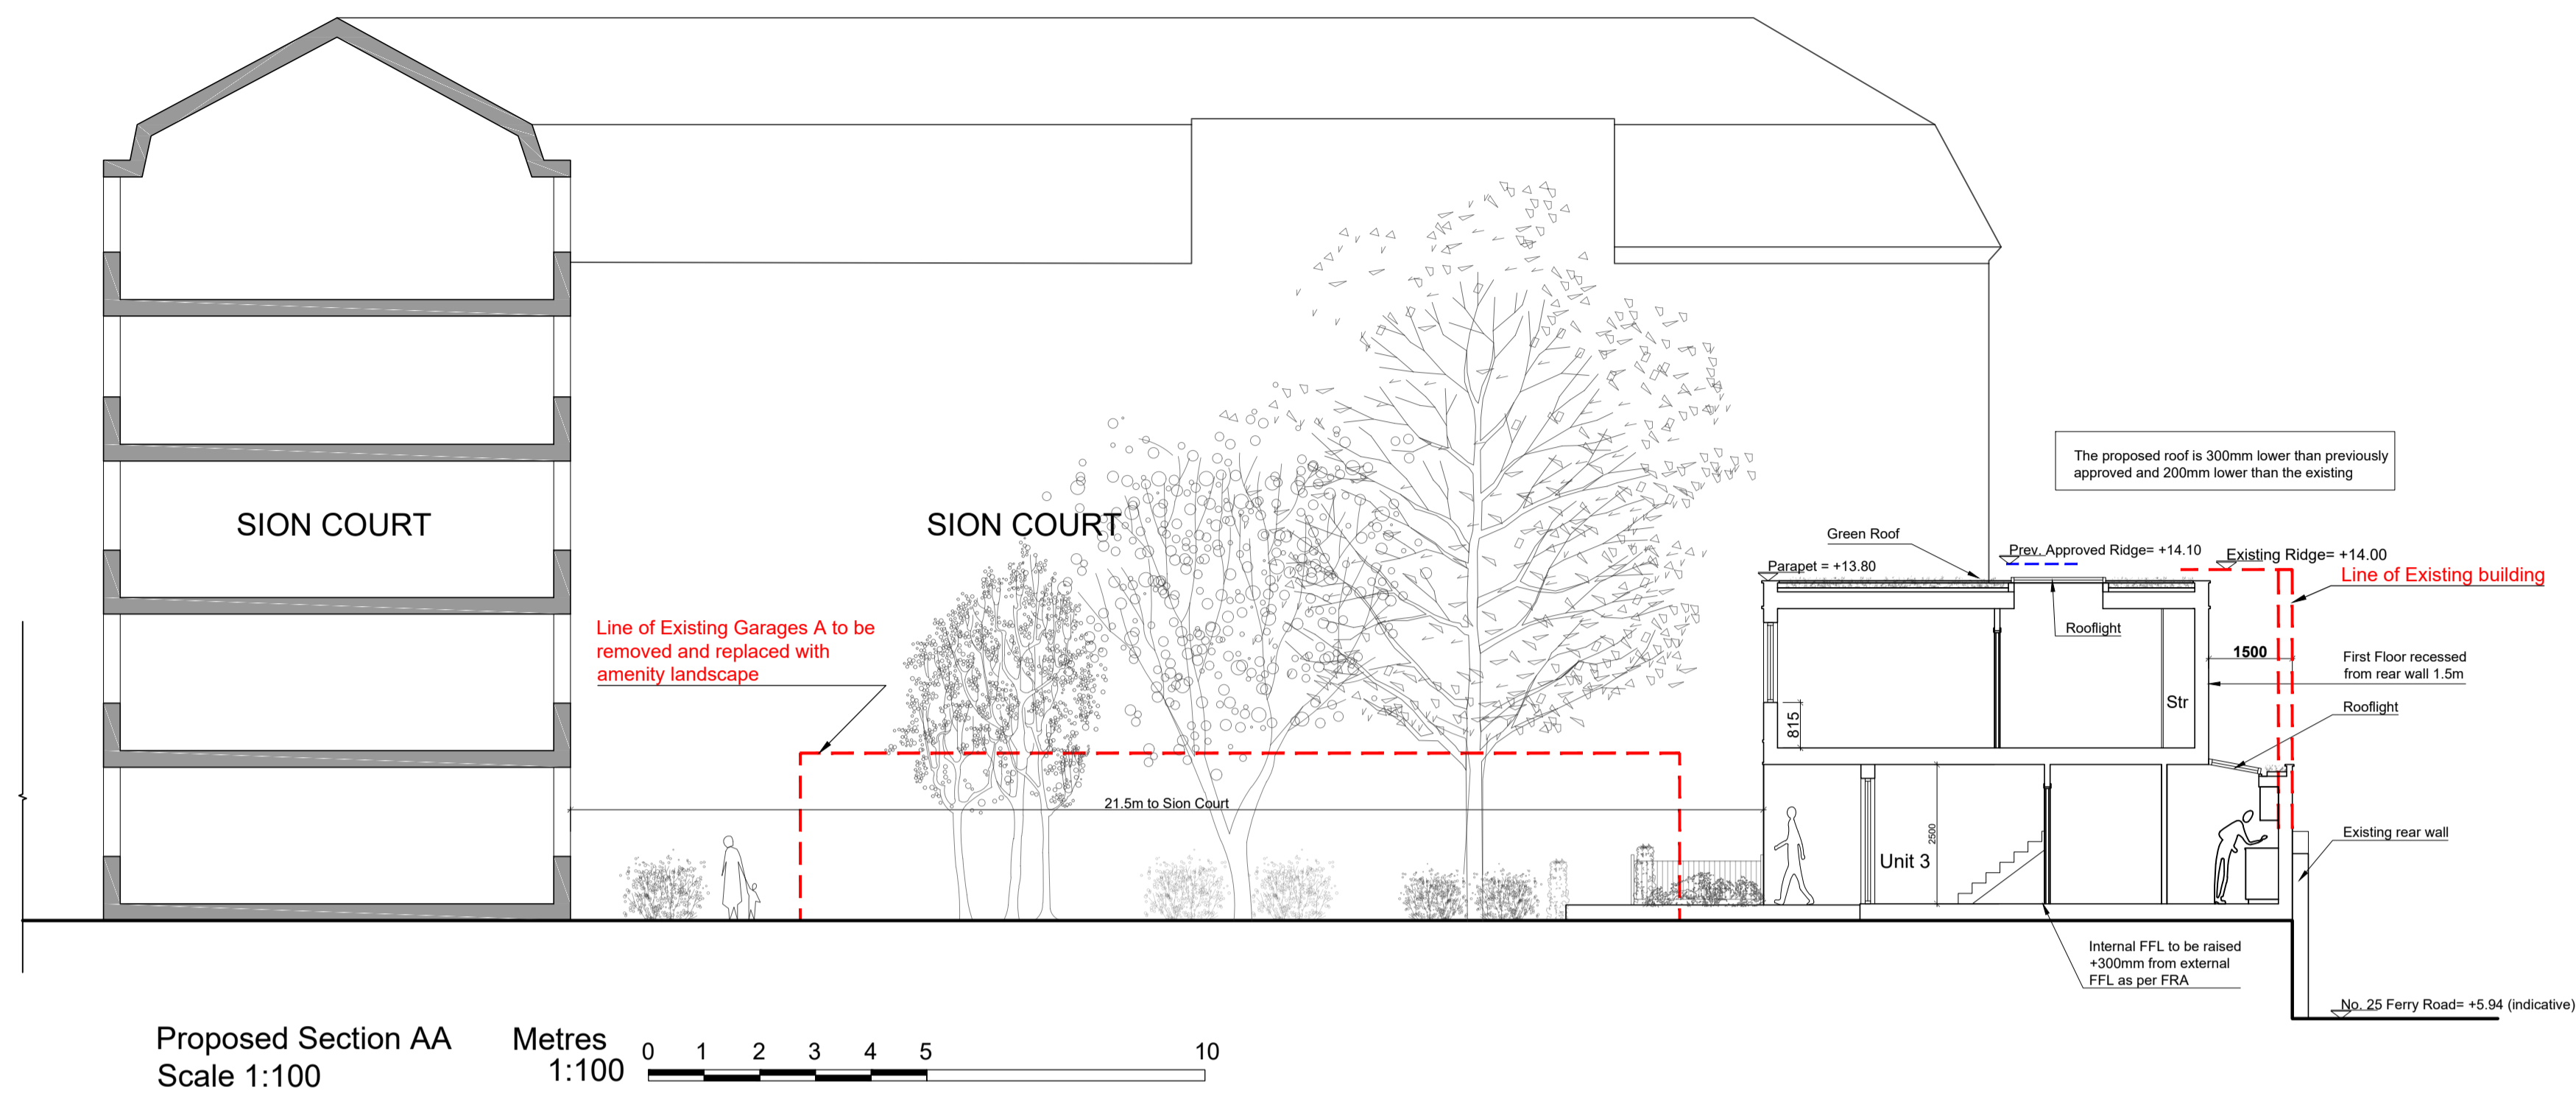 The proposed roof is 300mm lower than previously
approved and 200mm lower than the existing
SION COURT
SION COURT
Green Roof
Prev. Approved Ridge= +14.10
Existing Ridge= +14.00
Parapet = +13.80
Line of Existing building
Line of Existing Garages A to be
removed and replaced with
amenity landscape
Rooflight
1500
First Floor recessed
from rear wall 1.5m
Str
Rooflight
815
21.5m to Sion Court
2500
Unit 3
Existing rear wall
Internal FFL to be raised
+300mm from external
FFL as per FRA
No. 25 Ferry Road= +5.94 (indicative)
Proposed Section AA
Scale 1:100
Metres
1:100
0 1 2 3 4 5 10